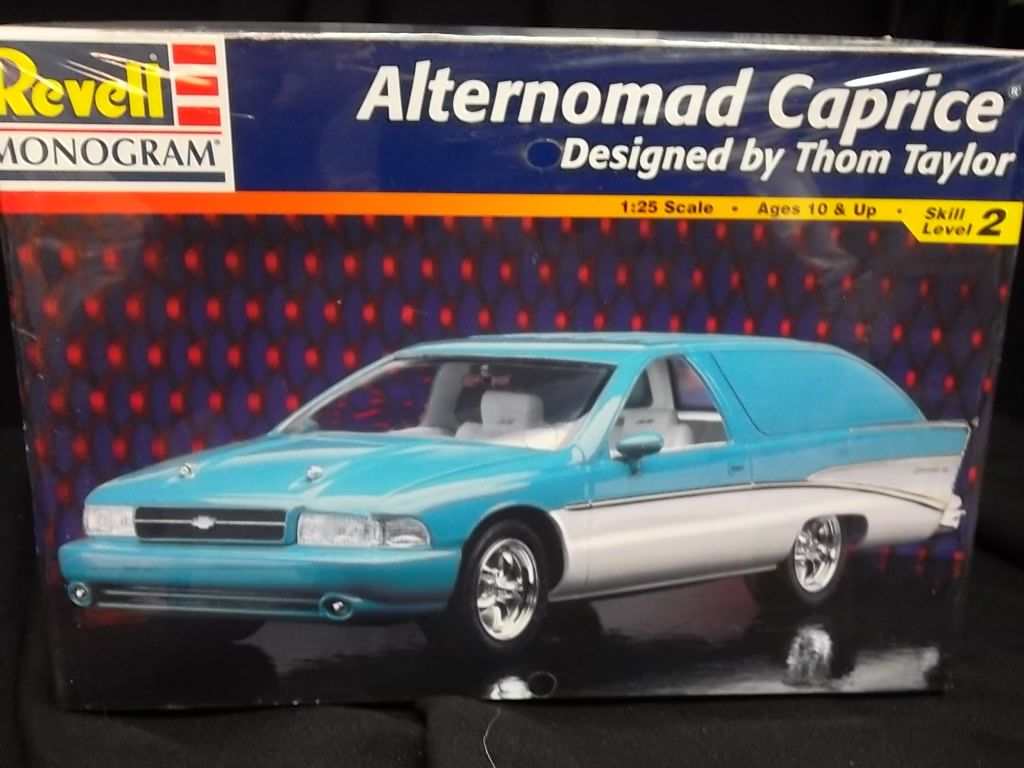 Revell
MONOGRAM®
Alternomad Caprice®
Designed by Thom Taylor
1:25 Scale • Ages 10 & Up • Skill Level 2